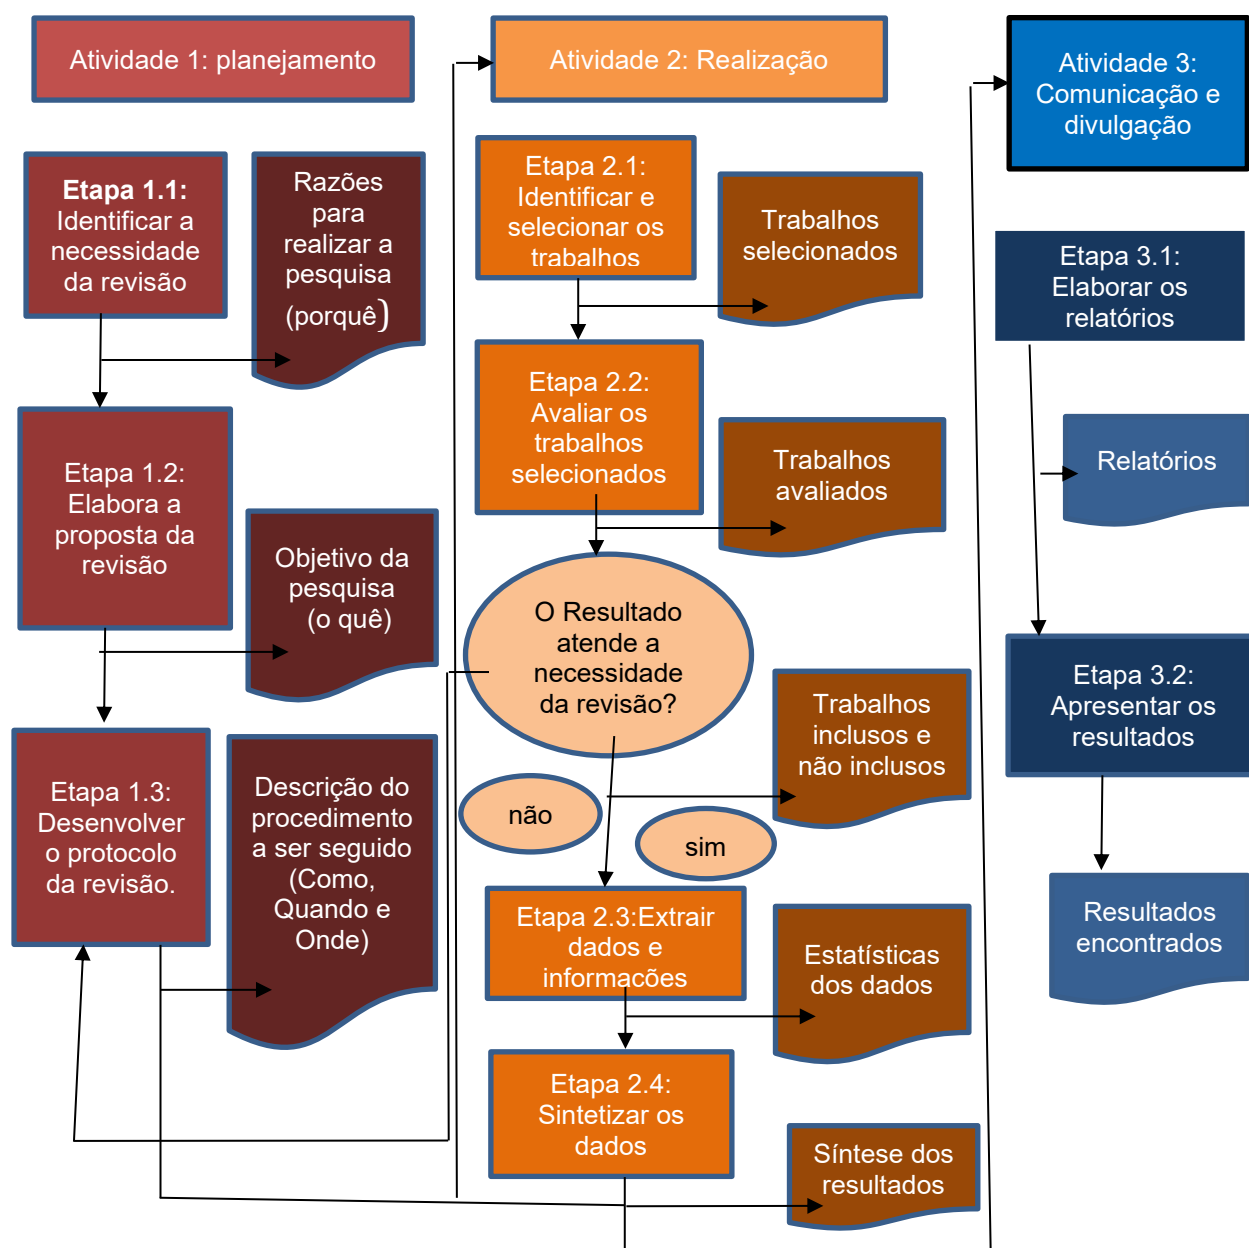 Atividade 1: planejamento
Etapa 1.1:
Identificar a
necessidade
da revisão
Razões
para
realizar a
pesquisa
(porquê)
Etapa 1.2:
Elabora a
proposta da
revisão
Objetivo da
pesquisa
(o quê)
Etapa 1.3:
Desenvolver
o protocolo
da revisão.
Descrição do
procedimento
a ser seguido
(Como,
Quando e
Onde)
Atividade 2: Realização
Etapa 2.1:
Identificar e
selecionar os
trabalhos
Trabalhos
selecionados
Etapa 2.2:
Avaliar os
trabalhos
selecionados
Trabalhos
avaliados
O Resultado
atende a
necessidade
da revisão?
Trabalhos
inclusos e
não inclusos
não
sim
Etapa 2.3:Extrair
dados e
informações
Estatísticas
dos dados
Etapa 2.4:
Sintetizar os
dados
Síntese dos
resultados
Atividade 3:
Comunicação e
divulgação
Etapa 3.1:
Elaborar os
relatórios
Relatórios
Etapa 3.2:
Apresentar os
resultados
Resultados
encontrados